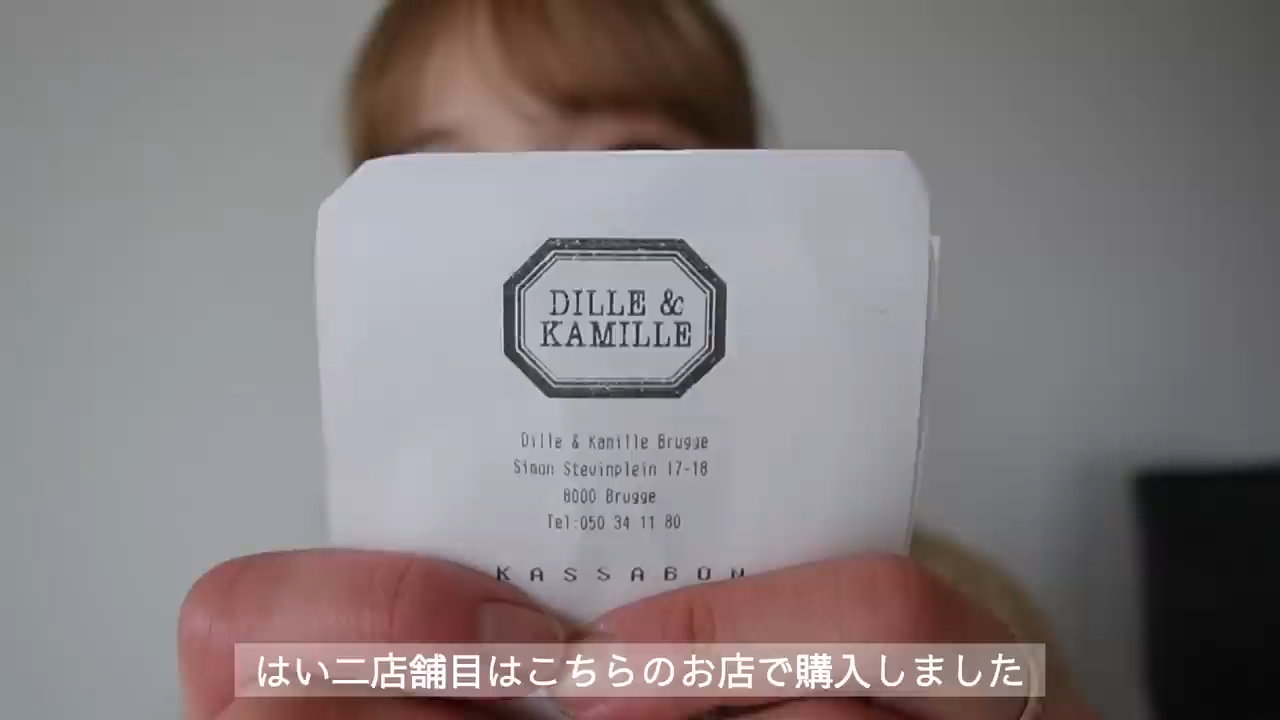 DILLE &
KAMILLE
Dille & Kamille Brugge
Simon Stevinplein 17-18
8000 Brugge
Tel:050 34 11 80
KASSABON
はい二店舗目はこちらのお店で購入しました